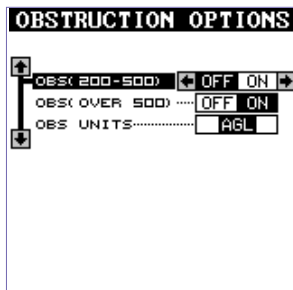 OBSTRUCTION OPTIONS
OBS( 200-500) OFF ON
OBS( OVER 500) ····· OFF ON
OBS UNITS··············· AGL